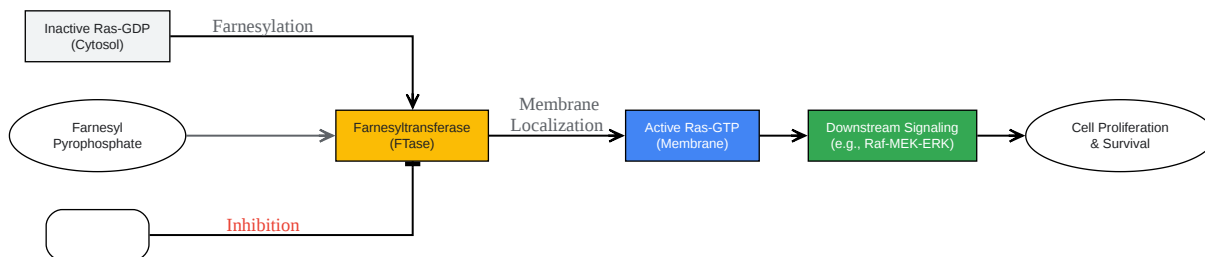 Inactive Ras-GDP
(Cytosol)
Farnesylation
Farnesyl
Pyrophosphate
Farnesyltransferase
(FTase)
Membrane
Localization
Active Ras-GTP
(Membrane)
Downstream Signaling
(e.g., Raf-MEK-ERK)
Cell Proliferation
& Survival
Inhibition